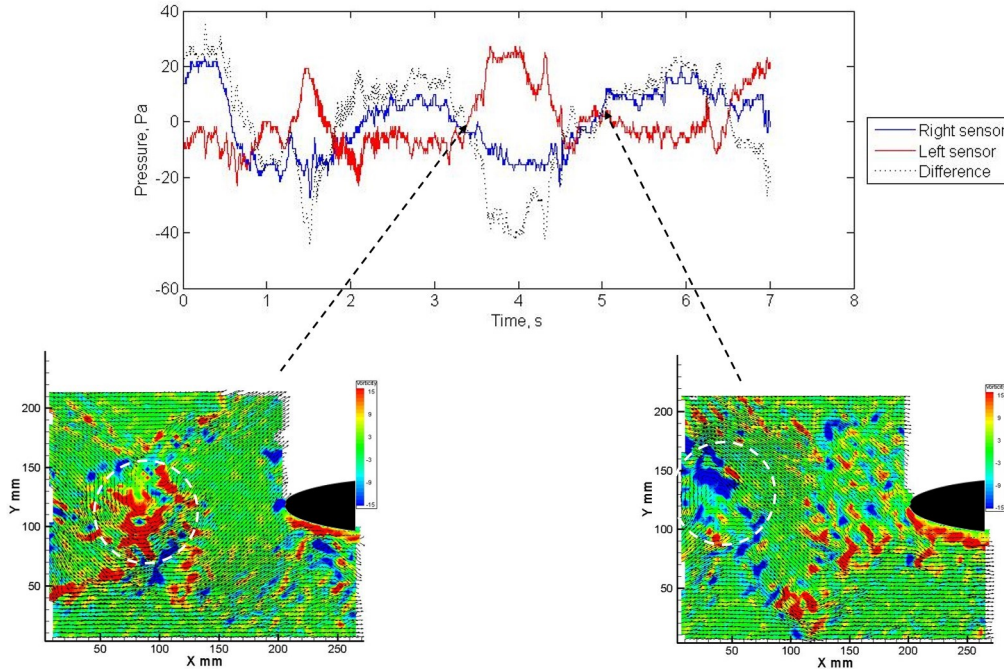 40
20
0
-20
-40
-60
Pressure, Pa
0 1 2 3 4 5 6 7 8
Time, s
Right sensor
Left sensor
Difference
200
150
100
50
Y mm
50 100 150 200 250
X mm
Vorticity
15
9
3
-3
-9
-15
200
150
100
50
Y mm
50 100 150 200 250
X mm
Vorticity
15
9
3
-3
-9
-15